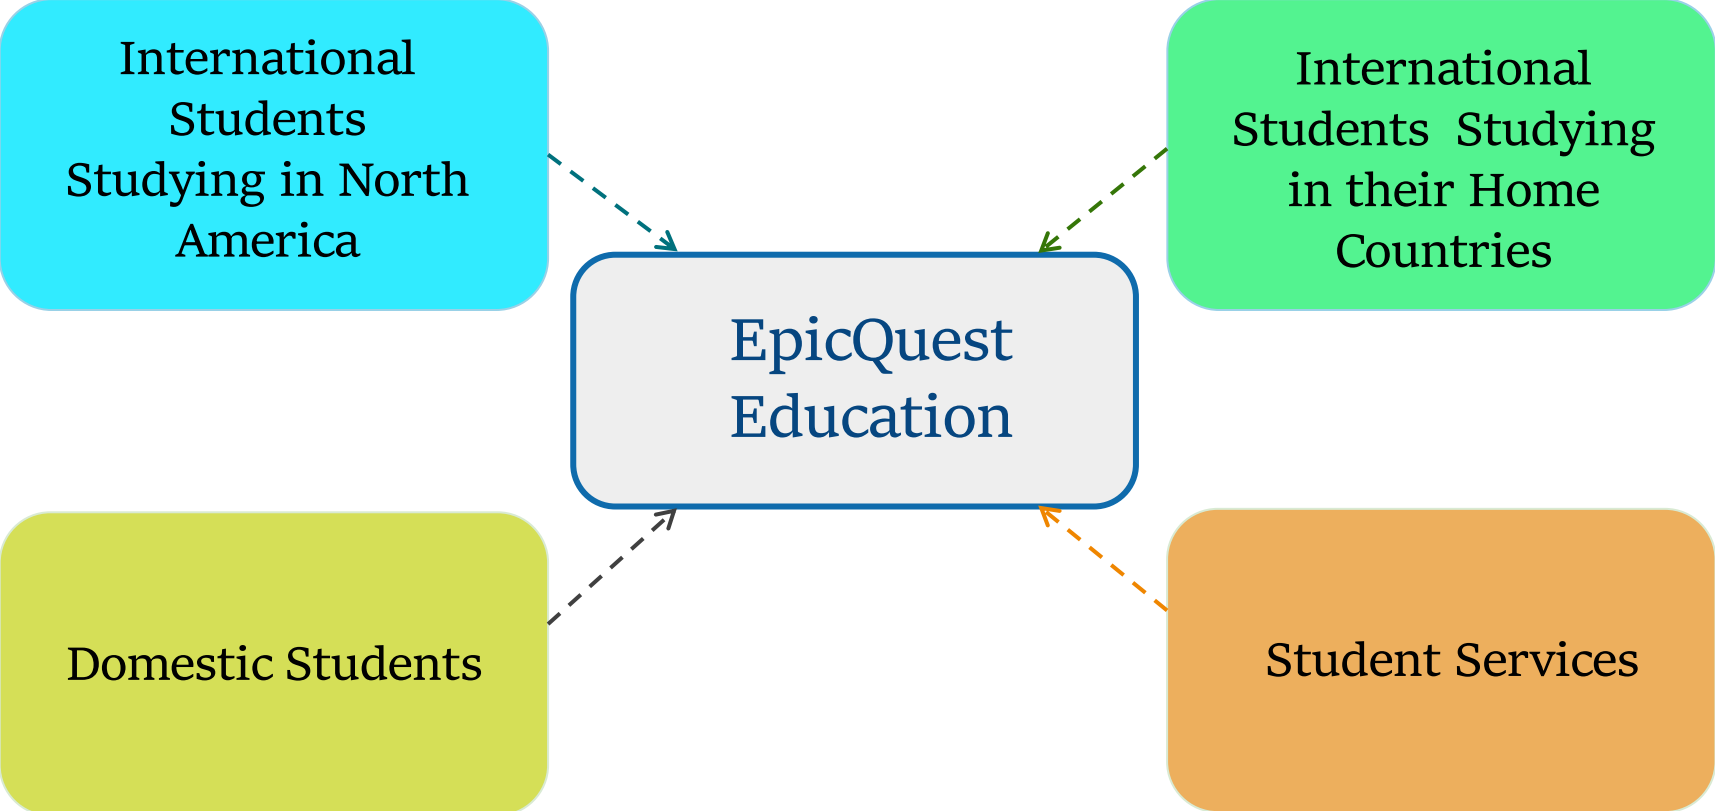 International
Students
Studying in North
America
International
Students  Studying
in their Home
Countries
EpicQuest
Education
Domestic Students
Student Services